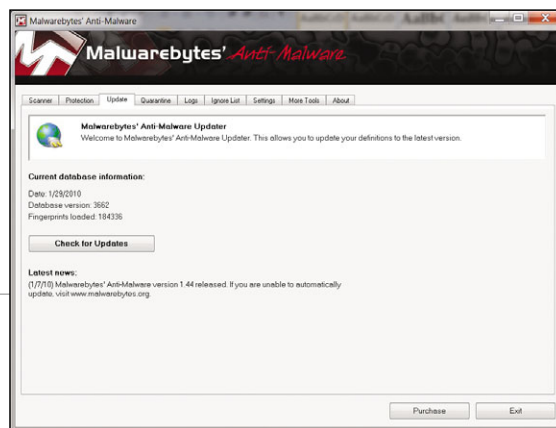 Malwarebytes' Anti-Malware
Malwarebytes' Anti-Malware
Scanner Protection Update Quarantine Logs Ignore List Settings More Tools About
Malwarebytes' Anti-Malware Updater
Welcome to Malwarebytes' Anti-Malware Updater. This allows you to update your definitions to the latest version.
Current database information:
Date: 1/29/2010
Database version: 3662
Fingerprints loaded: 184336
Check for Updates
Latest news:
(1/7/10) Malwarebytes' Anti-Malware version 1.44 released. If you are unable to automatically
update, visit www.malwarebytes.org.
Purchase Exit